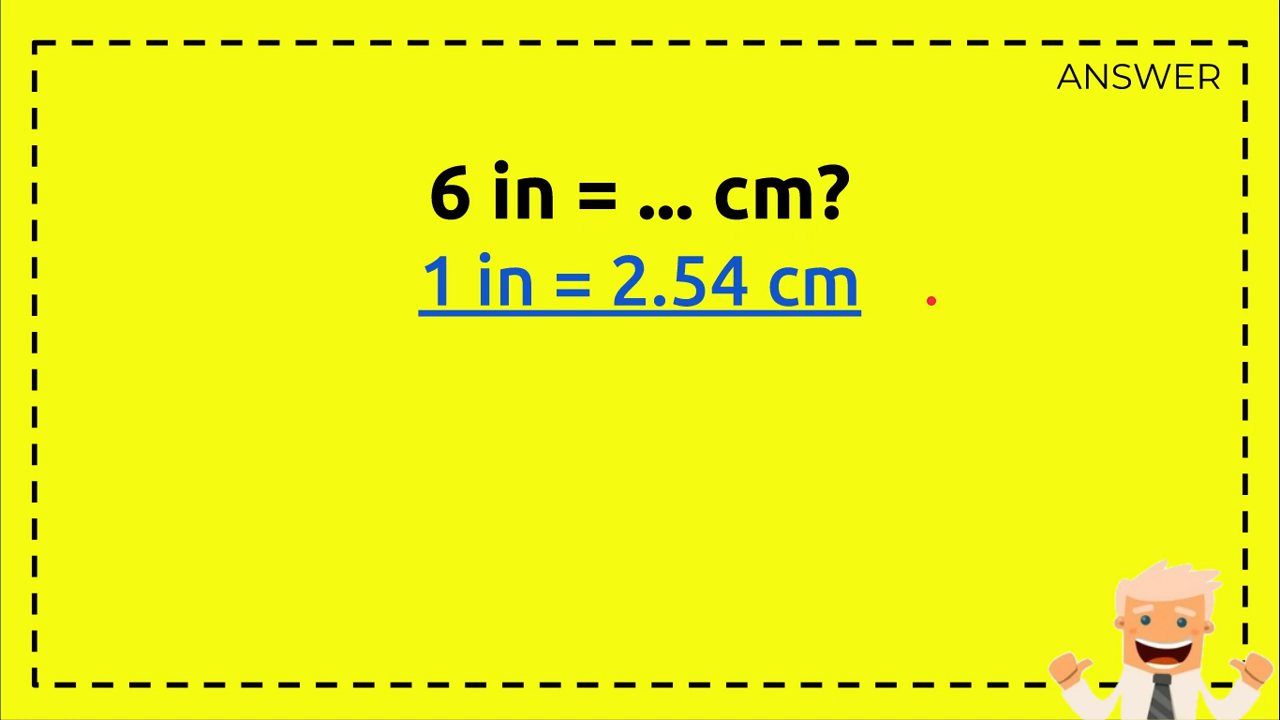 ANSWER
6 in = ... cm?
1 in = 2.54 cm